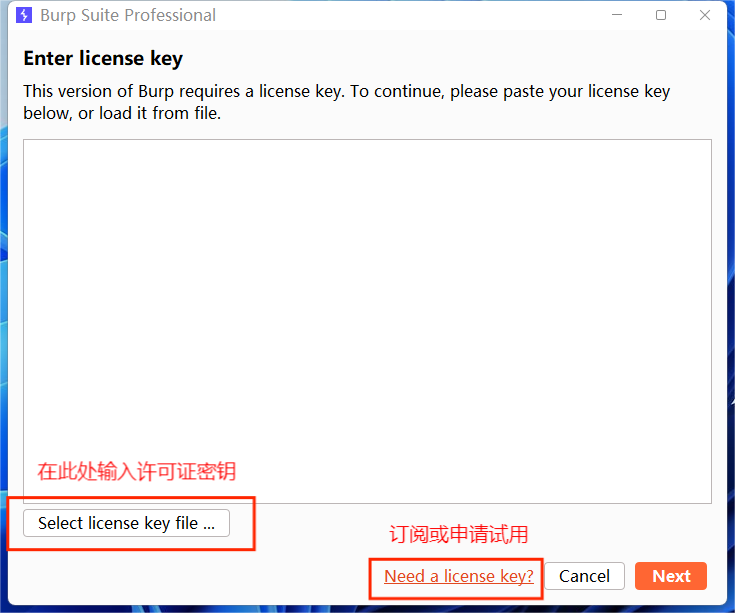 Burp Suite Professional
Enter license key
This version of Burp requires a license key. To continue, please paste your license key
below, or load it from file.
在此处输入许可证密钥
Select license key file ...
订阅或申请试用
Need a license key?
Cancel
Next